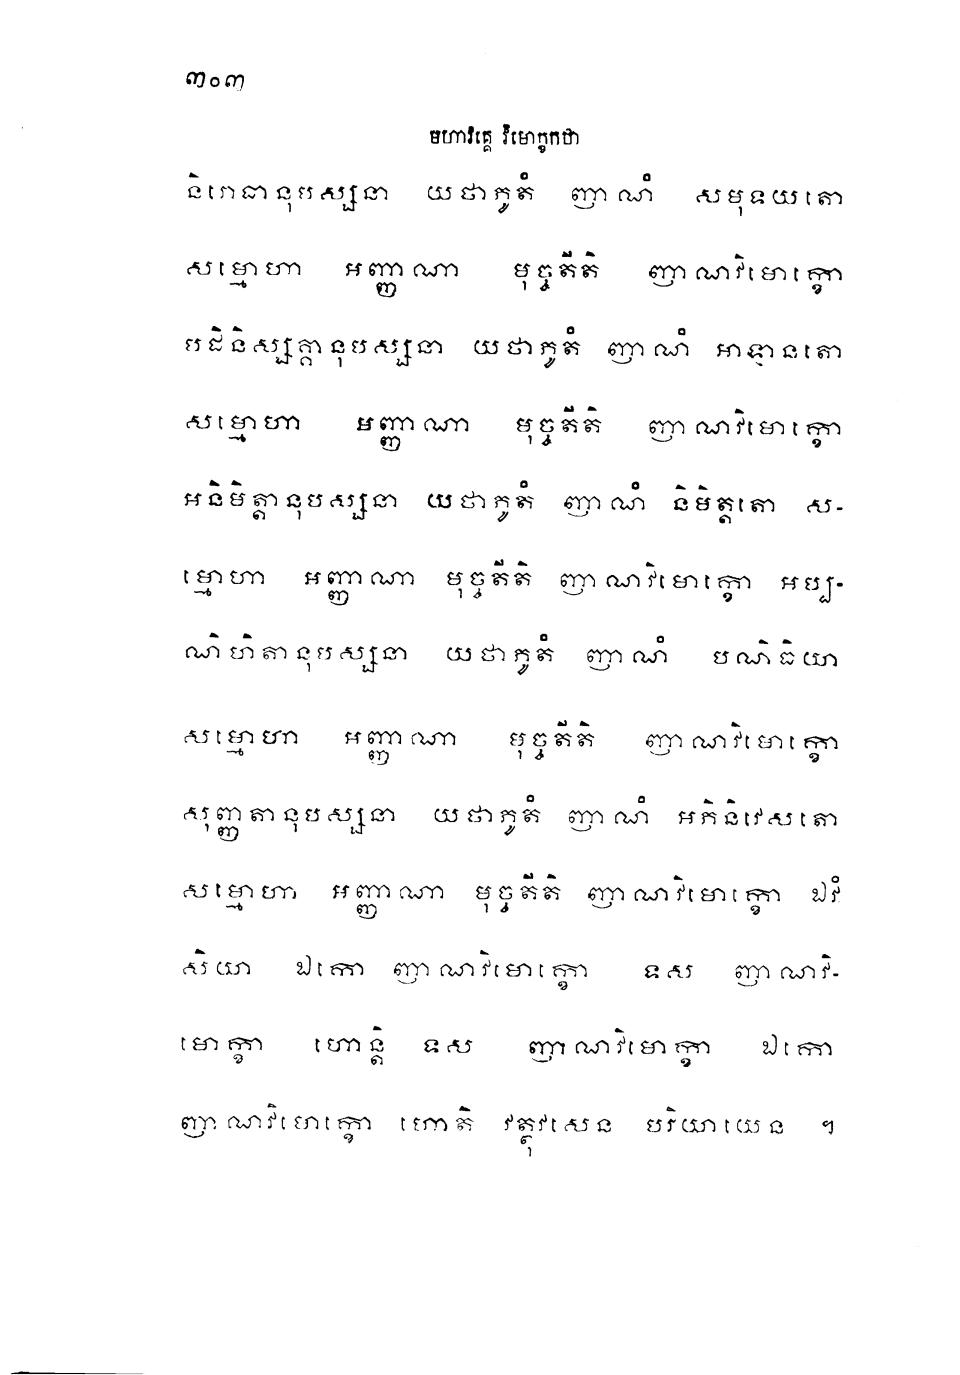 ៣០៣
មហាវគ្គេ វិមោក្ខកថា
និរោធានុបស្សនា យថាភូតំ ញាណំ សមុទយតោ
សម្មោហា អញ្ញាណា មុច្ចតីតិ ញាណវិមោក្ខោ
បដិនិស្សគ្គានុបស្សនា យថាភូតំ ញាណំ អាទានតោ
សម្មោហា អញ្ញាណា មុច្ចតីតិ ញាណវិមោក្ខោ
អនិមិត្តានុបស្សនា យថាភូតំ ញាណំ និមិត្តតោ ស-
ម្មោហា អញ្ញាណា មុច្ចតីតិ ញាណវិមោក្ខោ អប្ប-
ណិហិតានុបស្សនា យថាភូតំ ញាណំ បណិធិយា
សម្មោហា អញ្ញាណា មុច្ចតីតិ ញាណវិមោក្ខោ
សុញ្ញតានុបស្សនា យថាភូតំ ញាណំ អភិនិវេសតោ
សម្មោហា អញ្ញាណា មុច្ចតីតិ ញាណវិមោក្ខោ ឯវំ
សិយា ឯកោ ញាណវិមោក្ខោ ទស ញាណវិ-
មោក្ខា ហោន្តិ ទស ញាណវិមោក្ខា ឯកោ
ញាណវិមោក្ខោ ហោតិ វត្ថុវសេន បរិយាយេន ។